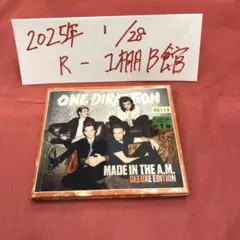 2025年 1/28
R-1棚B館
ONE DIRECTION
MADE IN THE A.M.
DELUXE EDITION